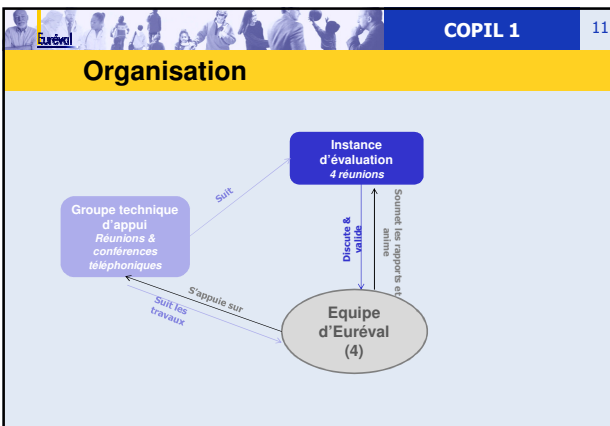 Euréval
COPIL 1
11
Organisation
Instance
d'évaluation
4 réunions
Suit
Groupe technique
d'appui
Réunions &
conférences
téléphoniques
Discute &
valide
Soumet les rapports et
anime
S'appuie sur
Suit les
travaux
Equipe
d'Euréval
(4)